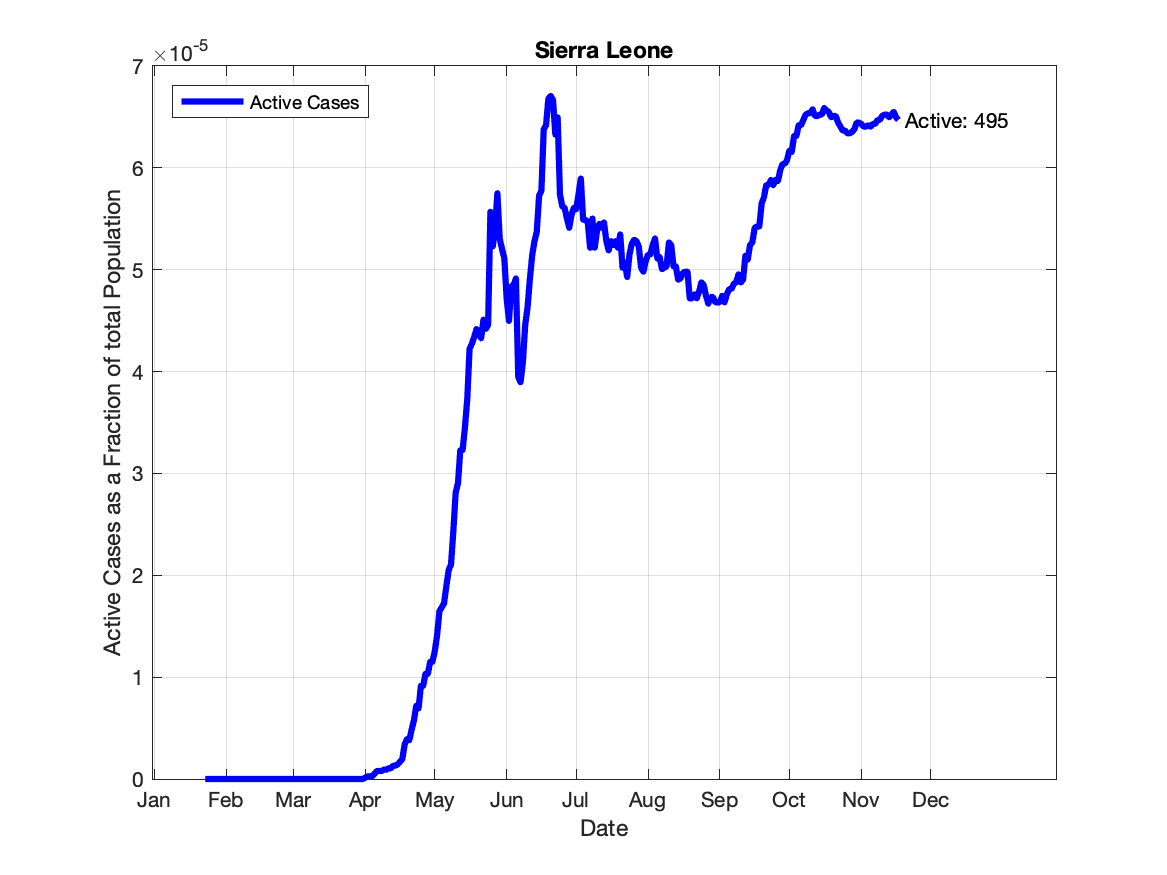 Sierra Leone
×10-5
Active Cases
Active: 495
Active Cases as a Fraction of total Population
7
6
5
4
3
2
1
0
Jan Feb Mar Apr May Jun Jul Aug Sep Oct Nov Dec
Date